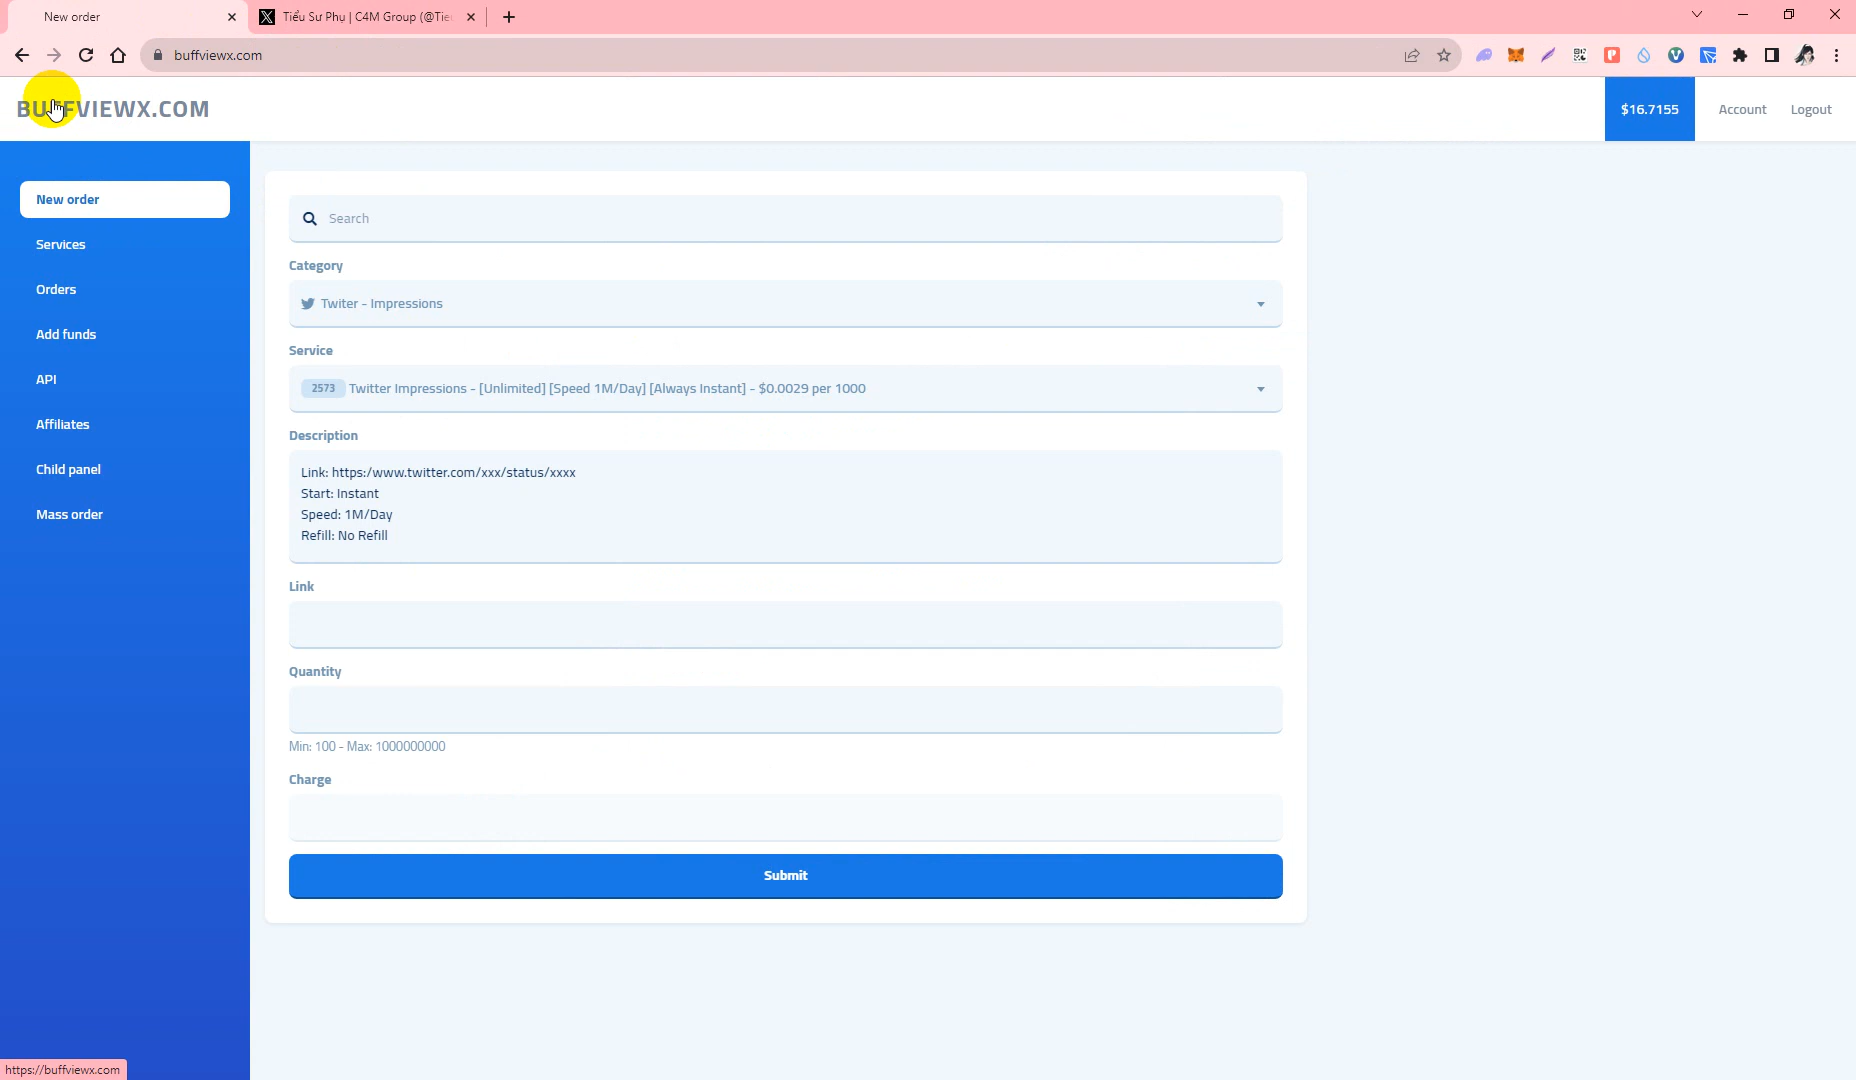 New order
Tiểu Sư Phụ | C4M Group (@Tiể
buffviewx.com
BUFFVIEWX.COM
$16.7155
Account
Logout
New order
Services
Orders
Add funds
API
Affiliates
Child panel
Mass order
Search
Category
Twiter - Impressions
Service
2573 Twitter Impressions - [Unlimited] [Speed 1M/Day] [Always Instant] - $0.0029 per 1000
Description
Link: https:/www.twitter.com/xxx/status/xxxx
Start: Instant
Speed: 1M/Day
Refill: No Refill
Link
Quantity
Min: 100 - Max: 1000000000
Charge
Submit
https://buffviewx.com